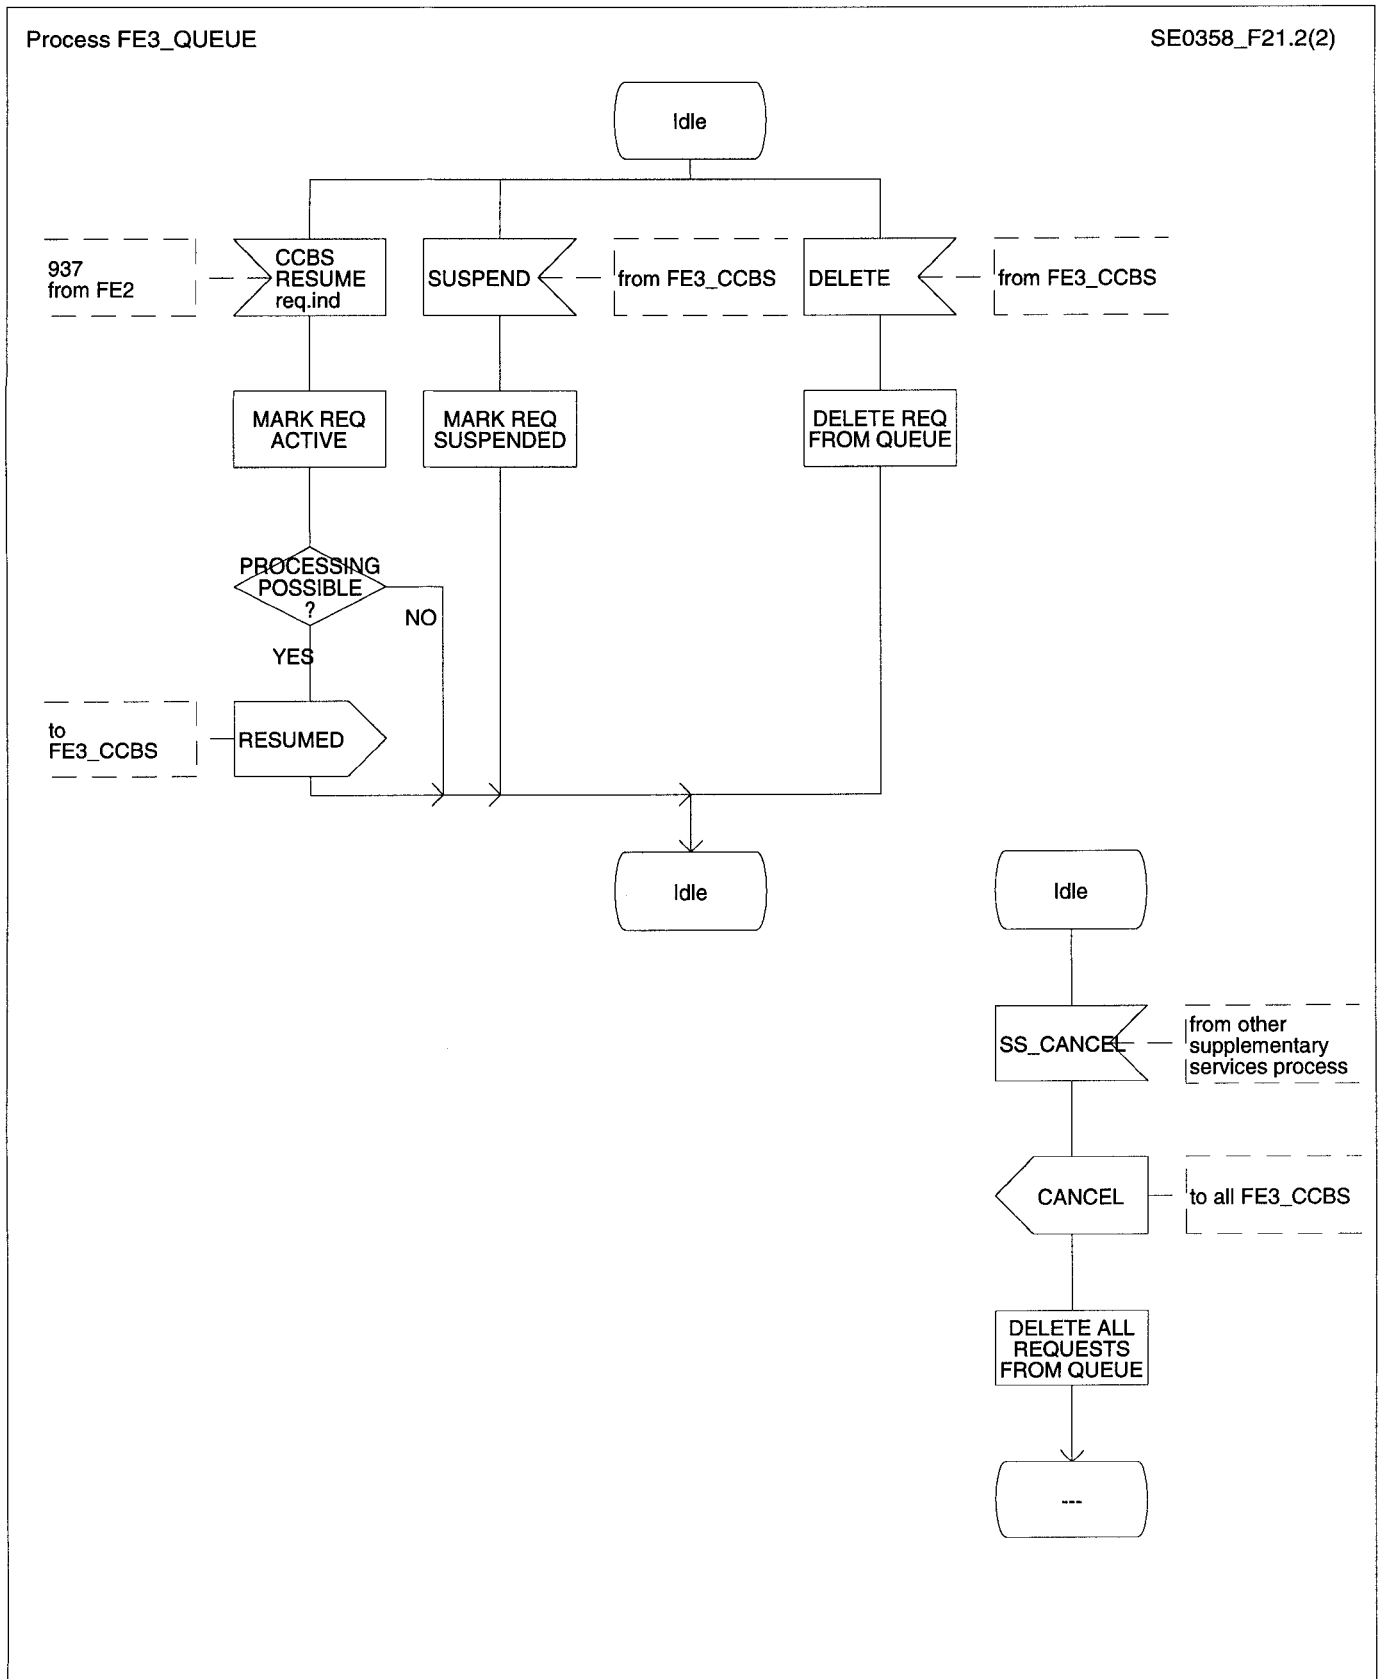 Process FE3_QUEUE
SE0358_F21.2(2)
Idle
937
from FE2
CCBS
RESUME
req.ind
SUSPEND
from FE3_CCBS
DELETE
from FE3_CCBS
MARK REQ
ACTIVE
MARK REQ
SUSPENDED
DELETE REQ
FROM QUEUE
PROCESSING
POSSIBLE
?
NO
YES
to
FE3_CCBS
RESUMED
Idle
Idle
SS_CANCEL
from other
supplementary
services process
CANCEL
to all FE3_CCBS
DELETE ALL
REQUESTS
FROM QUEUE
---